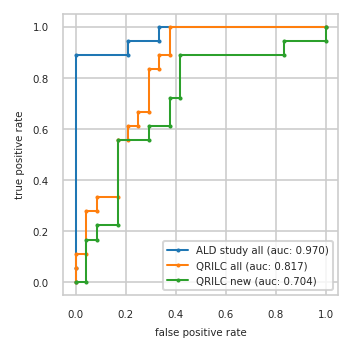 1.0
0.8
0.6
0.4
0.2
0.0
true positive rate
ALD study all (auc: 0.970)
QRILC all (auc: 0.817)
QRILC new (auc: 0.704)
0.0 0.2 0.4 0.6 0.8 1.0
false positive rate